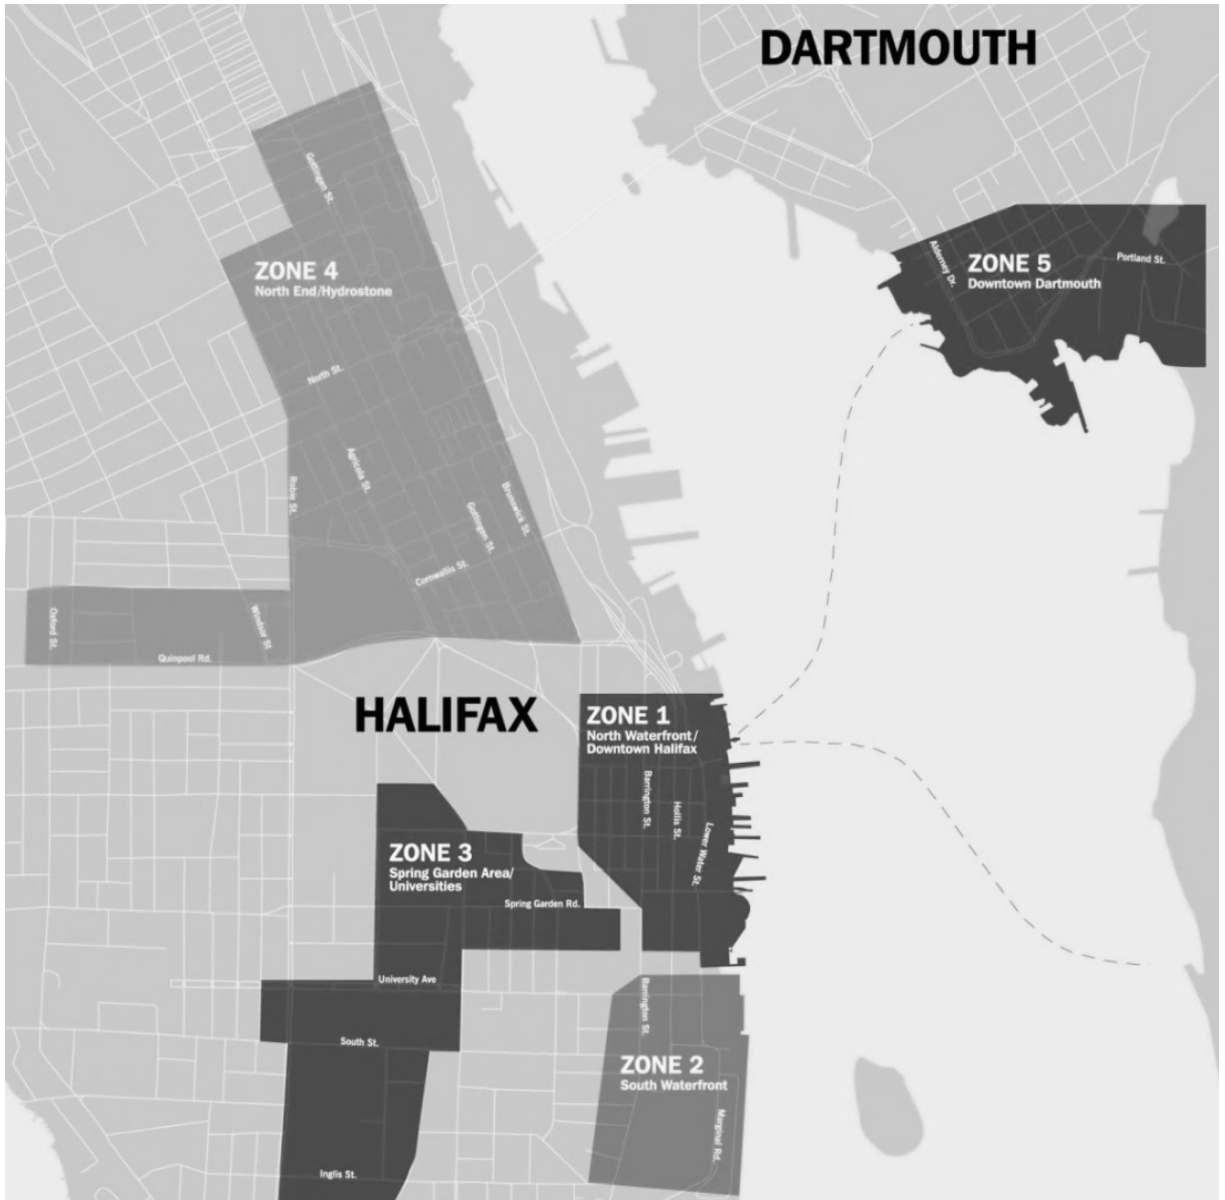 DARTMOUTH
Gottingen St.
ZONE 4
North End/Hydrostone
Alderney Dr.
ZONE 5
Downtown Dartmouth
Portland St.
North St.
Agricola St.
Robie St.
Gottingen St.
Brunswick St.
Cornwallis St.
Oxford St.
Windsor St
Quinpool Rd.
HALIFAX
ZONE 1
North Waterfront/
Downtown Halifax
Barrington St.
Hollis St.
Lower Water St.
ZONE 3
Spring Garden Area/
Universities
Spring Garden Rd.
University Ave
Barrington St.
South St.
ZONE 2
South Waterfront
Marginal Rd.
Inglis St.